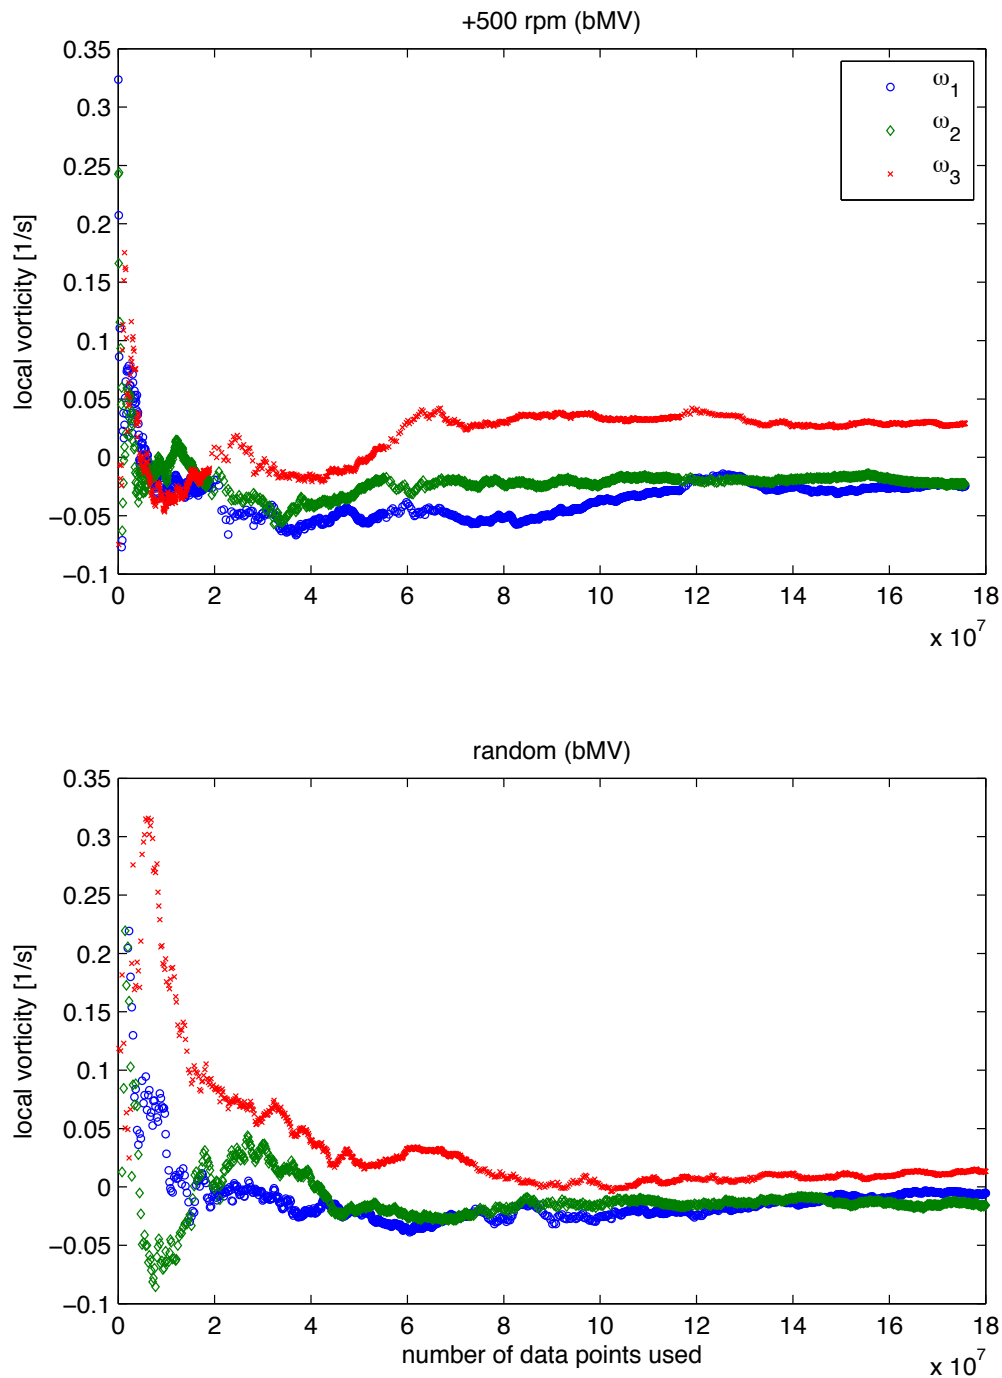 +500 rpm (bMV)
0.35
0.3
0.25
0.2
0.15
0.1
0.05
0
−0.05
−0.1
local vorticity [1/s]
ω1
ω2
ω3
0 2 4 6 8 10 12 14 16 18
x 10^7
random (bMV)
0.35
0.3
0.25
0.2
0.15
0.1
0.05
0
−0.05
−0.1
local vorticity [1/s]
0 2 4 6 8 10 12 14 16 18
number of data points used
x 10^7